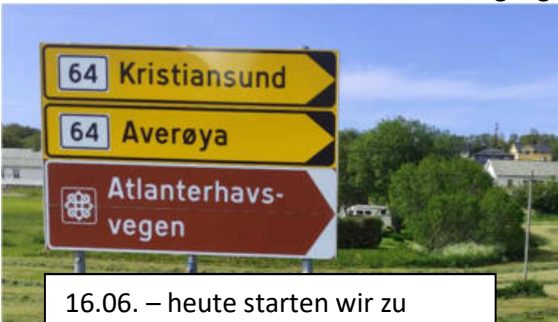 64 Kristiansund
64 Averøya
Atlanterhavs-
vegen
16.06. – heute starten wir zu